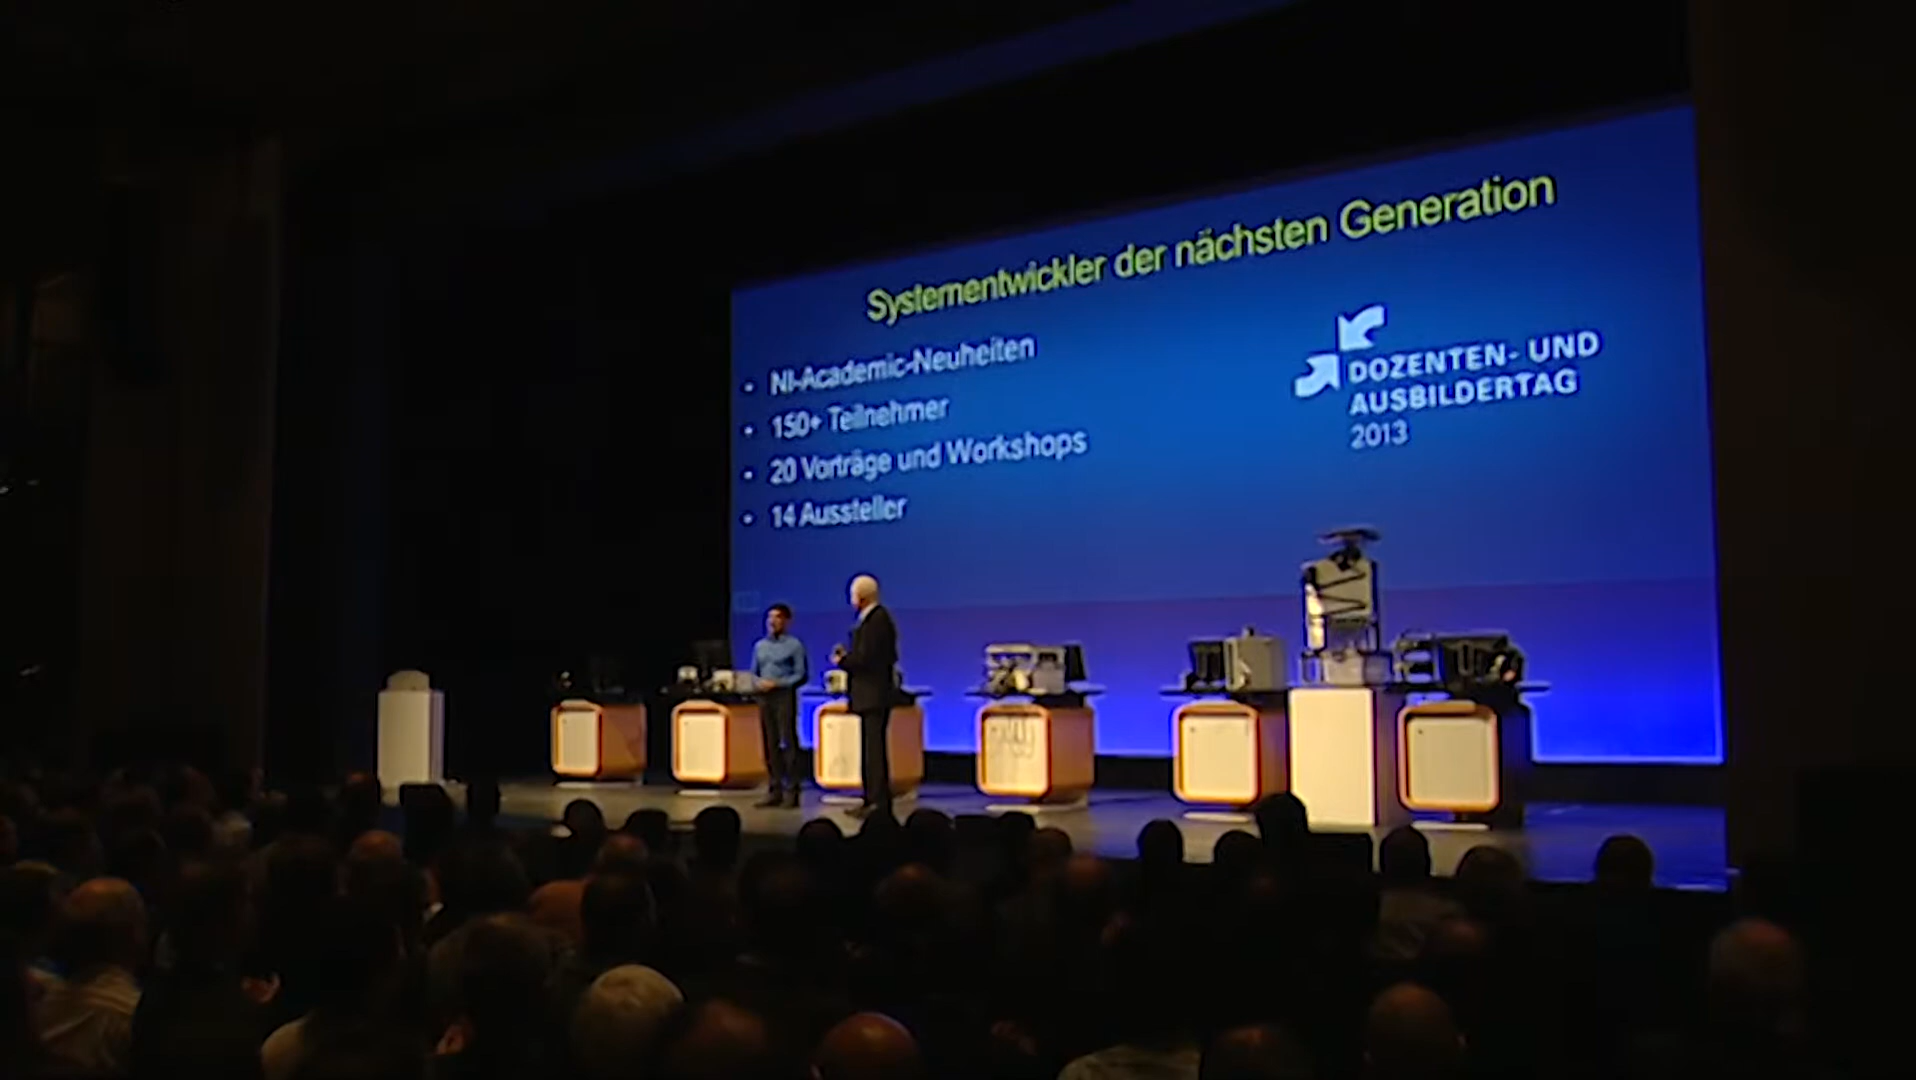 Systementwickler der nächsten Generation
• NI-Academic-Neuheiten
• 150+ Teilnehmer
• 20 Vorträge und Workshops
• 14 Aussteller
DOZENTEN- UND
AUSBILDERTAG
2013